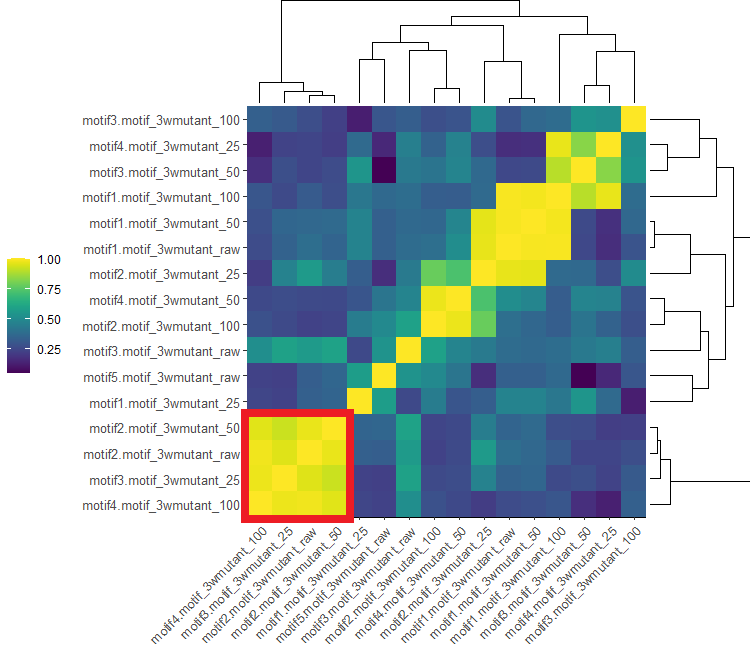 motif3.motif_3wmutant_100
motif4.motif_3wmutant_25
motif3.motif_3wmutant_50
motif1.motif_3wmutant_100
motif1.motif_3wmutant_50
motif1.motif_3wmutant_raw
motif2.motif_3wmutant_25
motif4.motif_3wmutant_50
motif2.motif_3wmutant_100
motif3.motif_3wmutant_raw
motif5.motif_3wmutant_raw
motif1.motif_3wmutant_25
motif2.motif_3wmutant_50
motif2.motif_3wmutant_raw
motif3.motif_3wmutant_25
motif4.motif_3wmutant_100
1.00
0.75
0.50
0.25
motif4.motif_3wmutant_100
motif3.motif_3wmutant_25
motif2.motif_3wmutant_raw
motif2.motif_3wmutant_50
motif1.motif_3wmutant_25
motif5.motif_3wmutant_raw
motif3.motif_3wmutant_raw
motif2.motif_3wmutant_100
motif4.motif_3wmutant_50
motif2.motif_3wmutant_25
motif1.motif_3wmutant_raw
motif1.motif_3wmutant_50
motif1.motif_3wmutant_100
motif3.motif_3wmutant_50
motif4.motif_3wmutant_25
motif3.motif_3wmutant_100